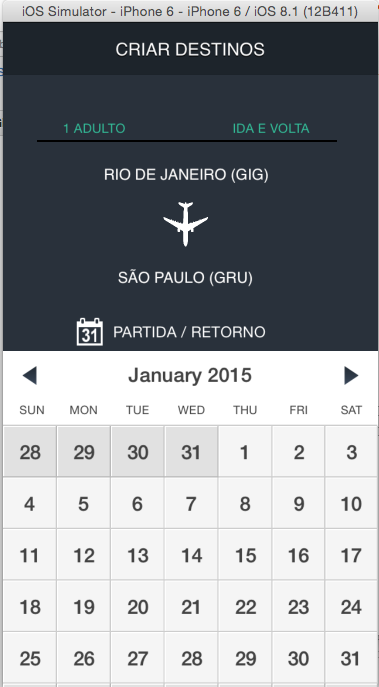 iOS Simulator - iPhone 6 - iPhone 6 / iOS 8.1 (12B411)
CRIAR DESTINOS
1 ADULTO IDA E VOLTA
RIO DE JANEIRO (GIG)
SÃO PAULO (GRU)
31 PARTIDA / RETORNO
January 2015
SUN MON TUE WED THU FRI SAT
28 29 30 31 1 2 3
4 5 6 7 8 9 10
11 12 13 14 15 16 17
18 19 20 21 22 23 24
25 26 27 28 29 30 31